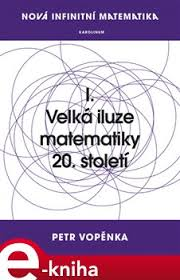 NOVÁ INFINITNÍ MATEMATIKA
KAROLINUM
I.
Velká iluze
matematiky
20. století
PETR VOPĚNKA
e-kniha